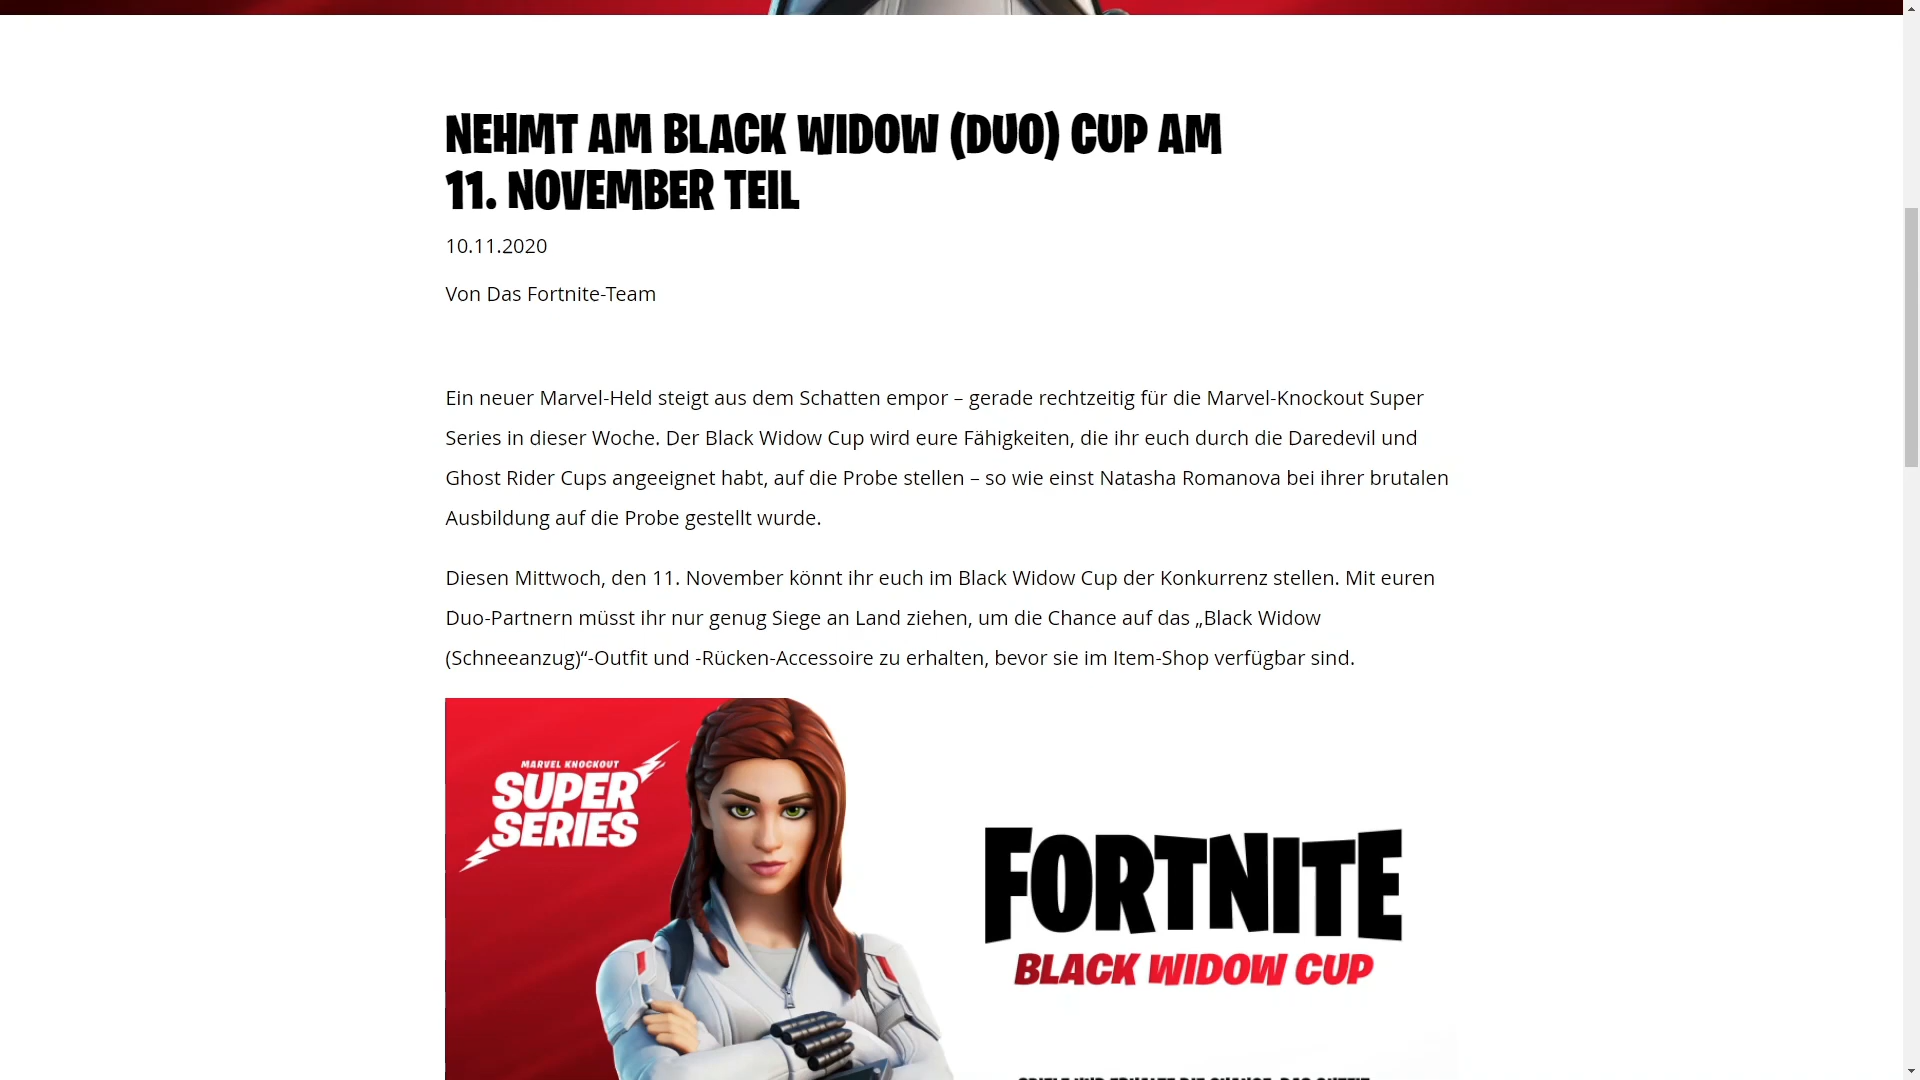 NEHMT AM BLACK WIDOW (DUO) CUP AM
11. NOVEMBER TEIL
10.11.2020
Von Das Fortnite-Team
Ein neuer Marvel-Held steigt aus dem Schatten empor – gerade rechtzeitig für die Marvel-Knockout Super
Series in dieser Woche. Der Black Widow Cup wird eure Fähigkeiten, die ihr euch durch die Daredevil und
Ghost Rider Cups angeeignet habt, auf die Probe stellen – so wie einst Natasha Romanova bei ihrer brutalen
Ausbildung auf die Probe gestellt wurde.
Diesen Mittwoch, den 11. November könnt ihr euch im Black Widow Cup der Konkurrenz stellen. Mit euren
Duo-Partnern müsst ihr nur genug Siege an Land ziehen, um die Chance auf das „Black Widow
(Schneeanzug)“-Outfit und -Rücken-Accessoire zu erhalten, bevor sie im Item-Shop verfügbar sind.
MARVEL KNOCKOUT
SUPER
SERIES
FORTNITE
BLACK WIDOW CUP